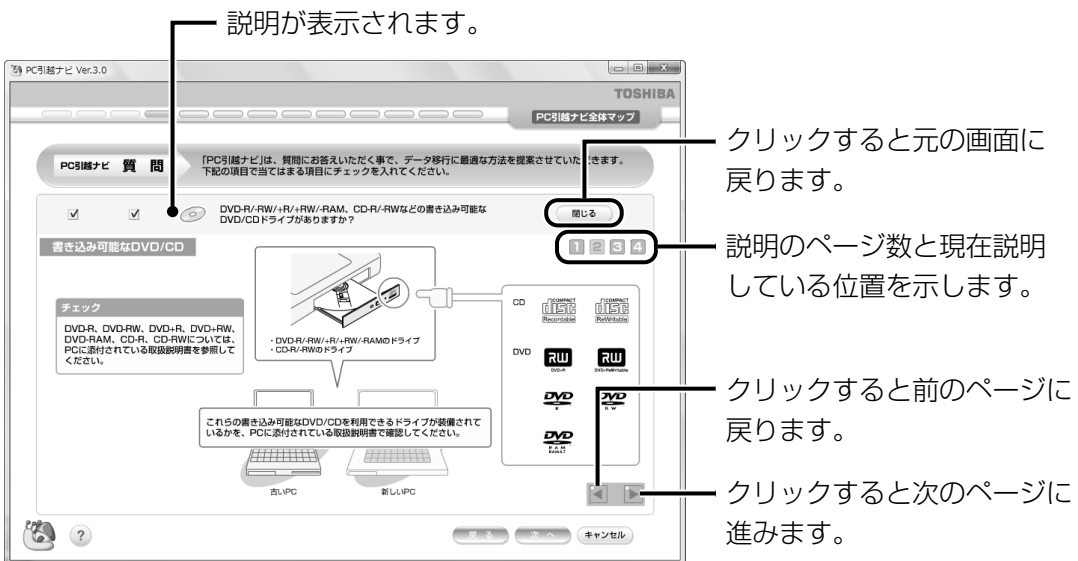 説明が表示されます。
PC引越ナビ Ver.3.0
TOSHIBA
PC引越ナビ全体マップ
クリックすると元の画面に
戻ります。
PC引越ナビ 質 問
「PC引越ナビ」は、質問にお答えいただく事で、データ移行に最適な方法を提案させていただきます。
下記の項目で当てはまる項目にチェックを入れてください。
DVD-R/-RW/+R/+RW/-RAM、CD-R/-RWなどの書き込み可能な
DVD/CDドライブがありますか?
閉じる
書き込み可能なDVD/CD
1 2 3 4
説明のページ数と現在説明
している位置を示します。
チェック
DVD-R、DVD-RW、DVD+R、DVD+RW、
DVD-RAM、CD-R、CD-RWについては、
PCに添付されている取扱説明書を参照して
ください。
・DVD-R/-RW/+R/+RW/-RAMのドライブ
・CD-R/-RWのドライブ
CD
COMPACT
disc
Recordable
COMPACT
disc
ReWritable
DVD
RW
DVD-R
RW
DVD-ReWritable
DVD
R
DVD
R W
DVD
R A M
RAM4.7
これらの書き込み可能なDVD/CDを利用できるドライブが装備されて
いるかを、PCに添付されている取扱説明書で確認してください。
古いPC
新しいPC
クリックすると前のページに
戻ります。
クリックすると次のページに
進みます。
?
戻 る
次 へ
キャンセル